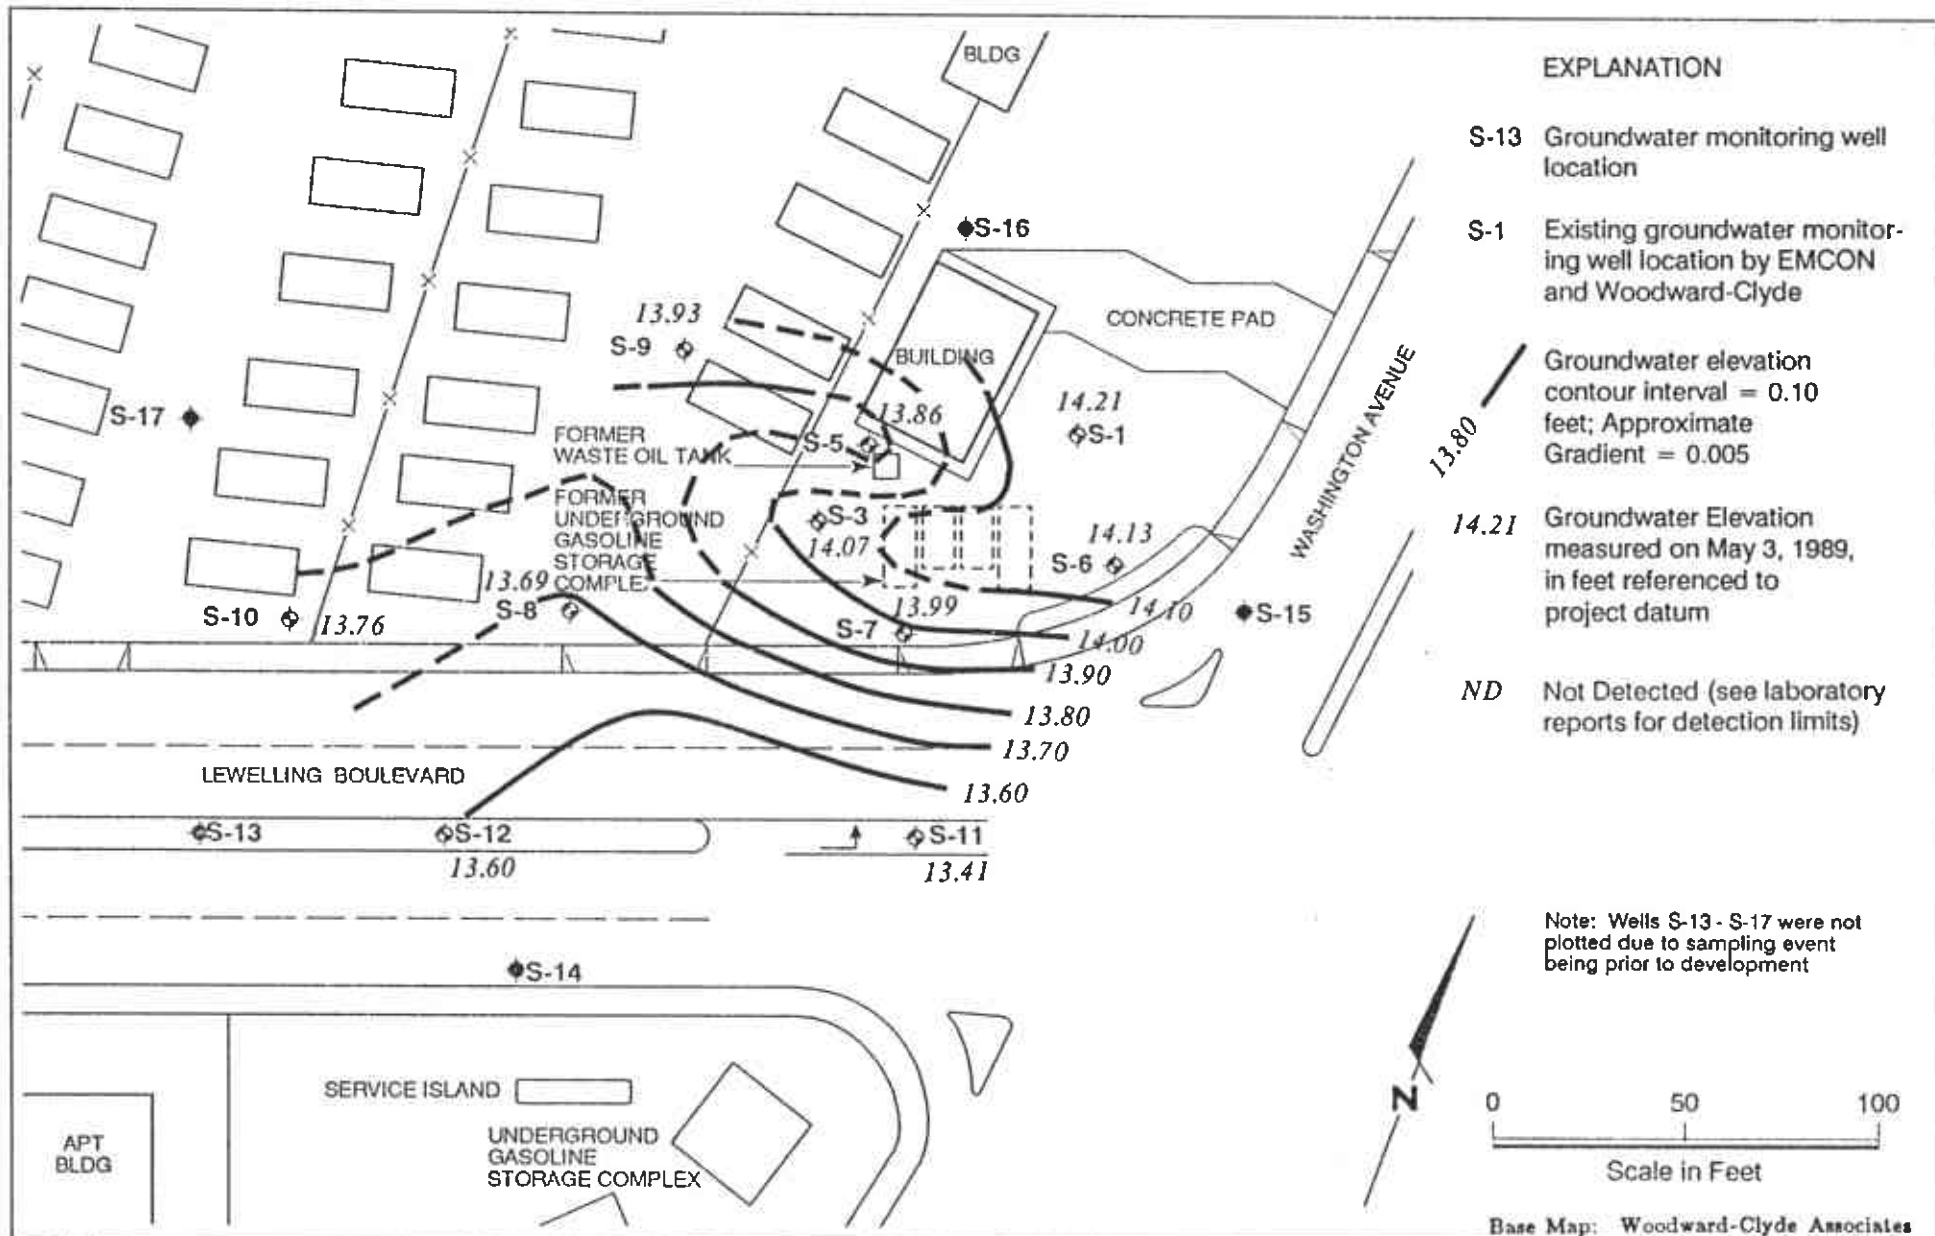 BLDG
EXPLANATION
S-13 Groundwater monitoring well
location
S-1 Existing groundwater monitor-
ing well location by EMCON
and Woodward-Clyde
13.80 Groundwater elevation
contour interval = 0.10
feet; Approximate
Gradient = 0.005
14.21 Groundwater Elevation
measured on May 3, 1989,
in feet referenced to
project datum
ND Not Detected (see laboratory
reports for detection limits)
S-16
CONCRETE PAD
13.93
S-9
BUILDING
WASHINGTON AVENUE
S-17
13.86
14.21
S-1
S-5
FORMER
WASTE OIL TANK
FORMER
UNDERGROUND
GASOLINE
STORAGE
COMPLEX
S-3
14.07
14.13
S-6
13.69
S-8
13.99
S-7
14.10
S-15
S-10
13.76
14.00
13.90
13.80
13.70
13.60
LEWELLING BOULEVARD
S-13
S-12
13.60
S-11
13.41
Note: Wells S-13 - S-17 were not
plotted due to sampling event
being prior to development
S-14
SERVICE ISLAND
UNDERGROUND
GASOLINE
STORAGE COMPLEX
APT
BLDG
N
0 50 100
Scale in Feet
Base Map: Woodward-Clyde Associates